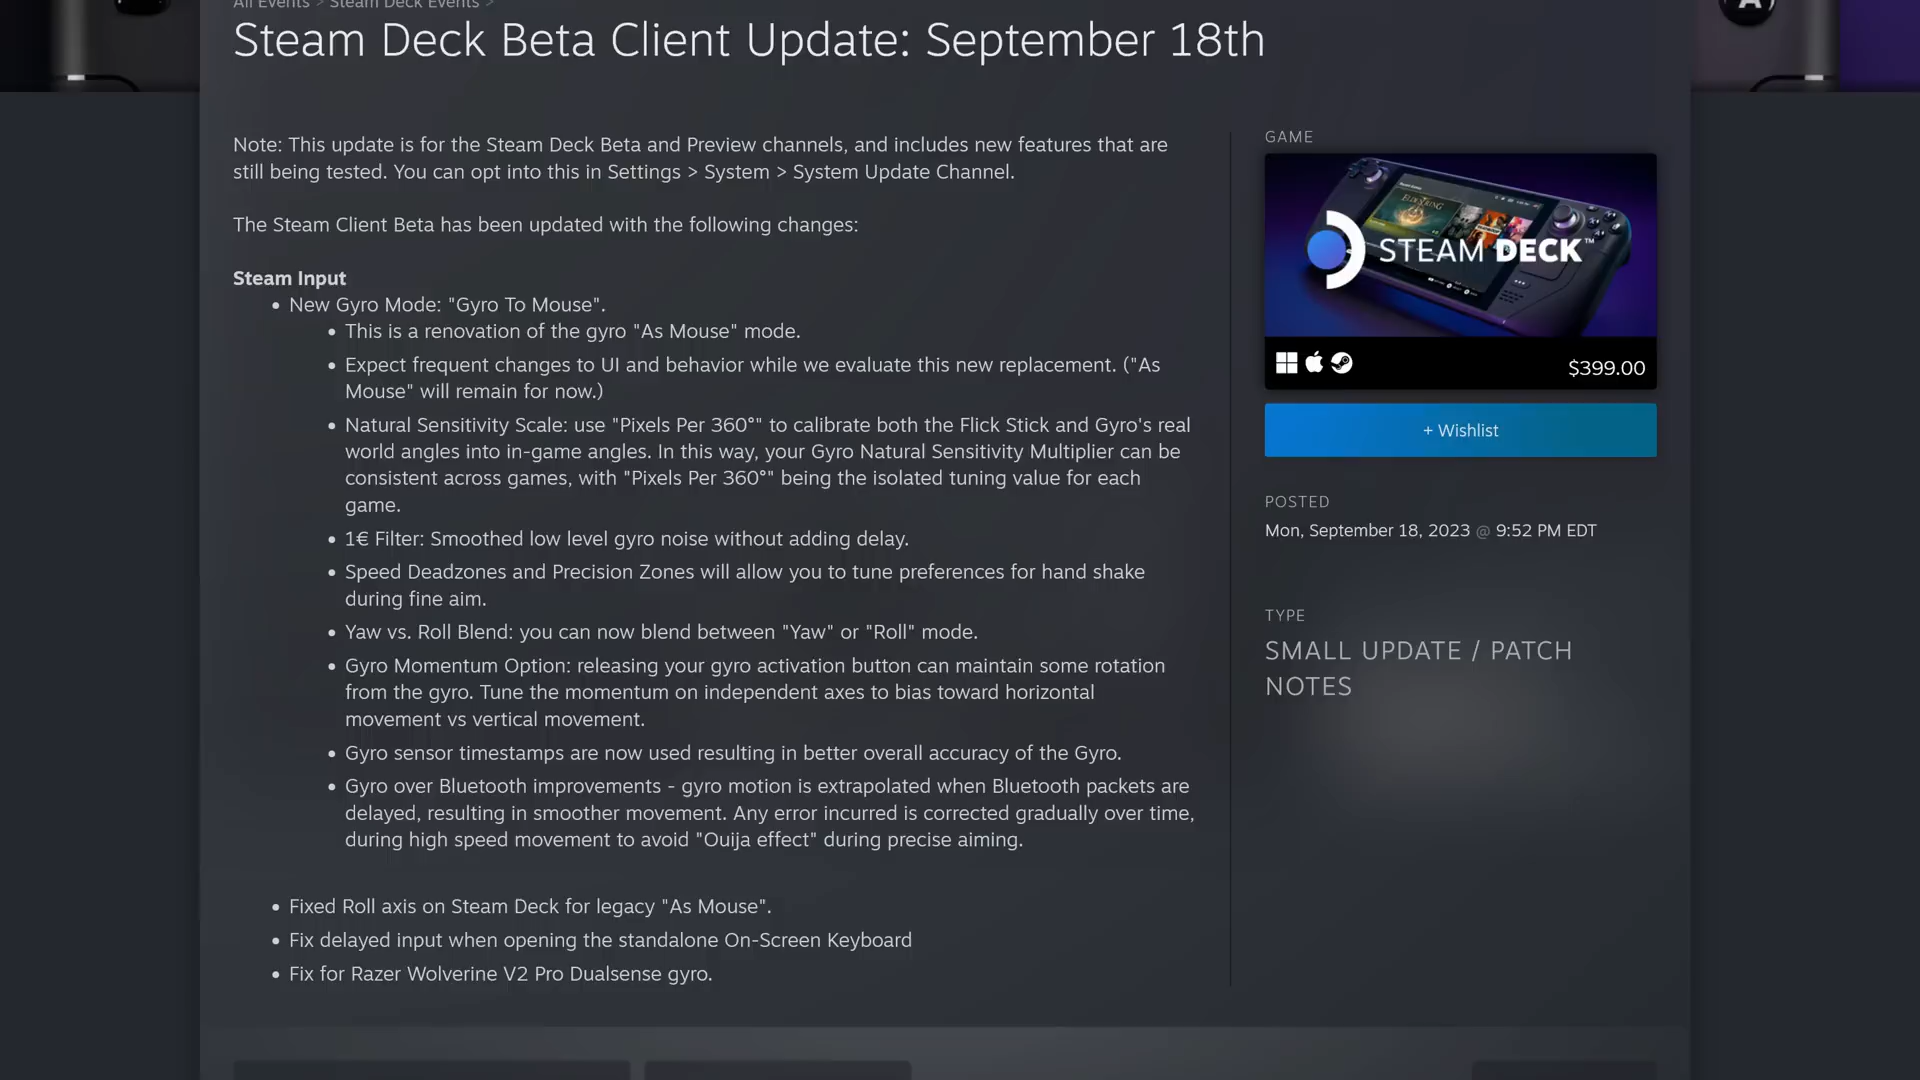 All Events > Steam Deck Events >
Steam Deck Beta Client Update: September 18th
Note: This update is for the Steam Deck Beta and Preview channels, and includes new features that are
still being tested. You can opt into this in Settings > System > System Update Channel.
The Steam Client Beta has been updated with the following changes:
Steam Input
• New Gyro Mode: "Gyro To Mouse".
• This is a renovation of the gyro "As Mouse" mode.
• Expect frequent changes to UI and behavior while we evaluate this new replacement. ("As
Mouse" will remain for now.)
• Natural Sensitivity Scale: use "Pixels Per 360°" to calibrate both the Flick Stick and Gyro's real
world angles into in-game angles. In this way, your Gyro Natural Sensitivity Multiplier can be
consistent across games, with "Pixels Per 360°" being the isolated tuning value for each
game.
• 1€ Filter: Smoothed low level gyro noise without adding delay.
• Speed Deadzones and Precision Zones will allow you to tune preferences for hand shake
during fine aim.
• Yaw vs. Roll Blend: you can now blend between "Yaw" or "Roll" mode.
• Gyro Momentum Option: releasing your gyro activation button can maintain some rotation
from the gyro. Tune the momentum on independent axes to bias toward horizontal
movement vs vertical movement.
• Gyro sensor timestamps are now used resulting in better overall accuracy of the Gyro.
• Gyro over Bluetooth improvements - gyro motion is extrapolated when Bluetooth packets are
delayed, resulting in smoother movement. Any error incurred is corrected gradually over time,
during high speed movement to avoid "Ouija effect" during precise aiming.
• Fixed Roll axis on Steam Deck for legacy "As Mouse".
• Fix delayed input when opening the standalone On-Screen Keyboard
• Fix for Razer Wolverine V2 Pro Dualsense gyro.
A
GAME
ELDEN RING
STEAM DECK™
$399.00
+ Wishlist
POSTED
Mon, September 18, 2023 @ 9:52 PM EDT
TYPE
SMALL UPDATE / PATCH
NOTES